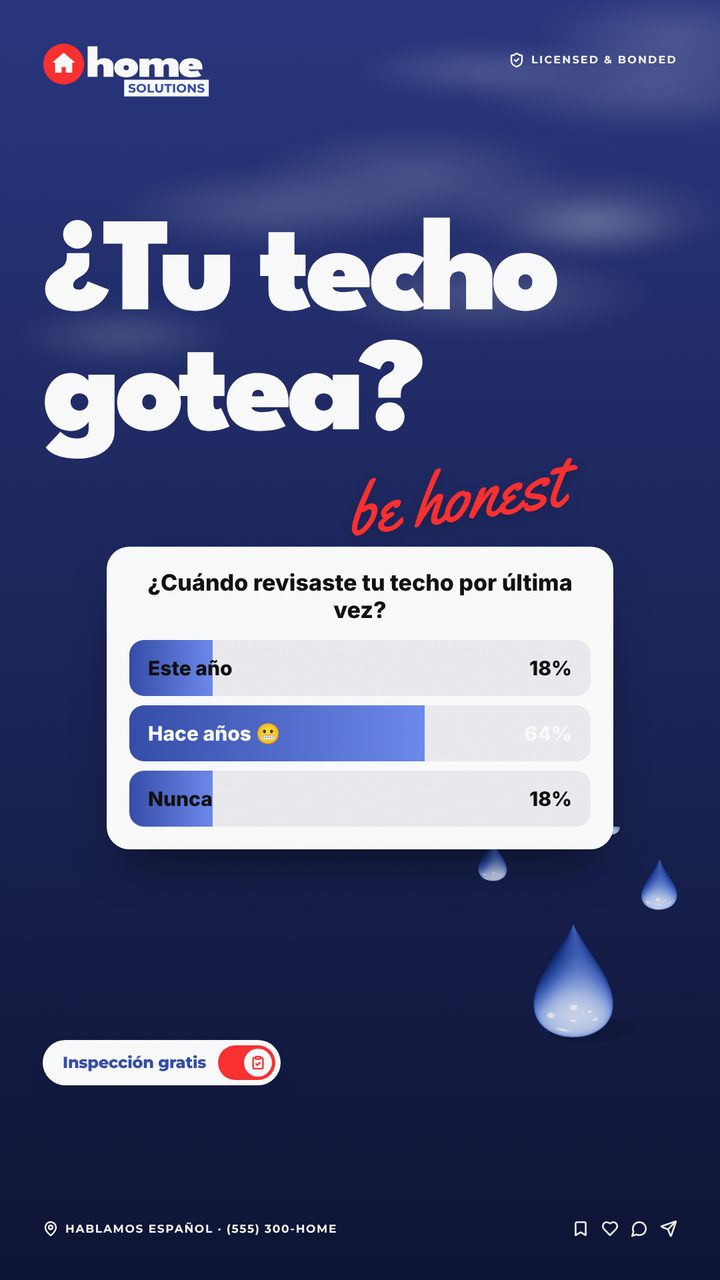 home
SOLUTIONS
LICENSED & BONDED
¿Tu techo
gotea?
be honest
¿Cuándo revisaste tu techo por última
vez?
Este año 18%
Hace años 😬 64%
Nunca 18%
Inspección gratis
HABLAMOS ESPAÑOL · (555) 300-HOME